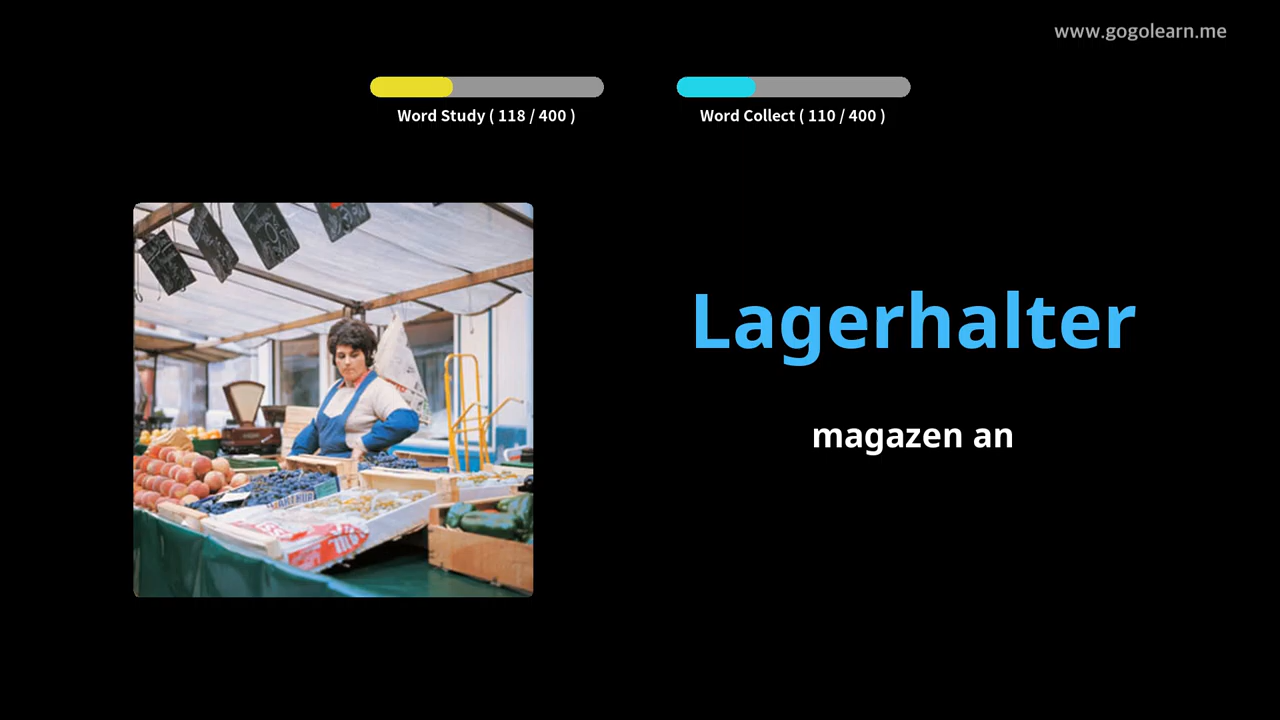 www.gogolearn.me
Word Study ( 118 / 400 )
Word Collect ( 110 / 400 )
Lagerhalter
magazen an